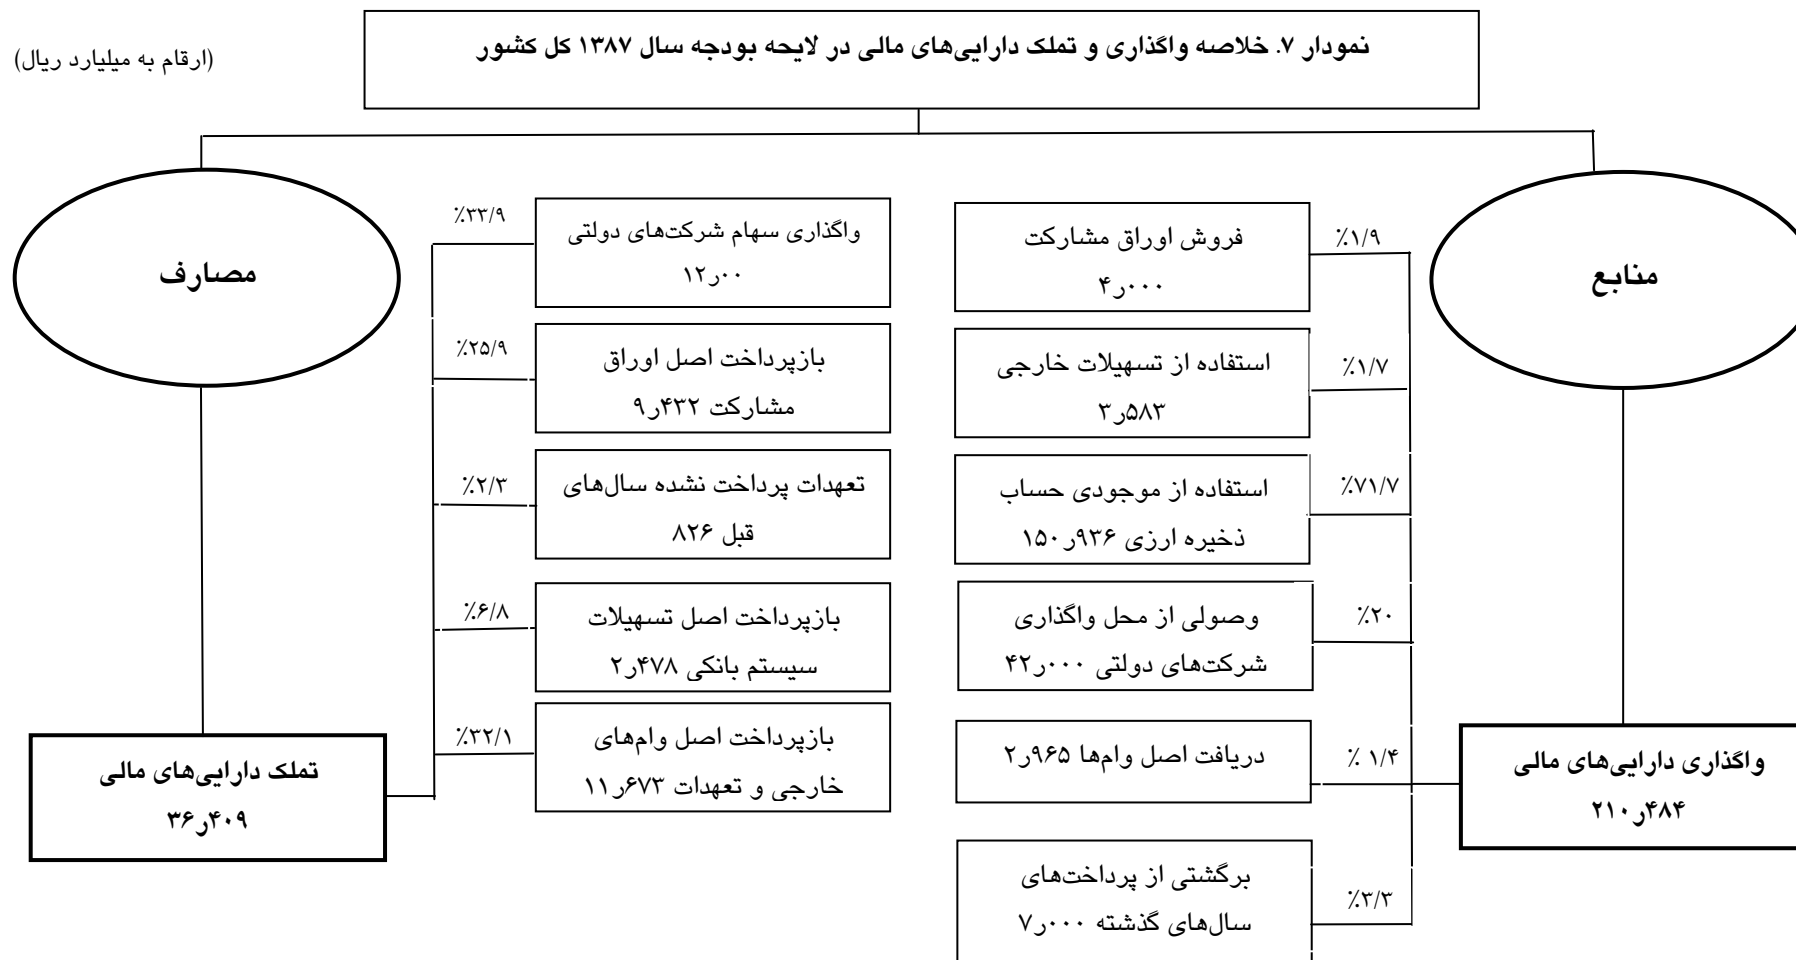 نمودار ۷. خلاصه واگذاری و تملک دارایی‌های مالی در لایحه بودجه سال ۱۳۸۷ کل کشور
(ارقام به میلیارد ریال)
منابع
فروش اوراق مشارکت
۴ر۰۰۰
٪۱/۹
استفاده از تسهیلات خارجی
۳ر۵۸۳
٪۱/۷
استفاده از موجودی حساب
ذخیره ارزی ۱۵۰ر۹۳۶
٪۷۱/۷
وصولی از محل واگذاری
شرکت‌های دولتی ۴۲ر۰۰۰
٪۲۰
دریافت اصل وام‌ها ۲ر۹۶۵
٪ ۱/۴
برگشتی از پرداخت‌های
سال‌های گذشته ۷ر۰۰۰
٪۳/۳
واگذاری دارایی‌های مالی
۲۱۰ر۴۸۴
مصارف
واگذاری سهام شرکت‌های دولتی
۱۲ر۰۰
٪۳۳/۹
بازپرداخت اصل اوراق
مشارکت ۹ر۴۳۲
٪۲۵/۹
تعهدات پرداخت نشده سال‌های
قبل ۸۲۶
٪۲/۳
بازپرداخت اصل تسهیلات
سیستم بانکی ۲ر۴۷۸
٪۶/۸
بازپرداخت اصل وام‌های
خارجی و تعهدات ۱۱ر۶۷۳
٪۳۲/۱
تملک دارایی‌های مالی
۳۶ر۴۰۹